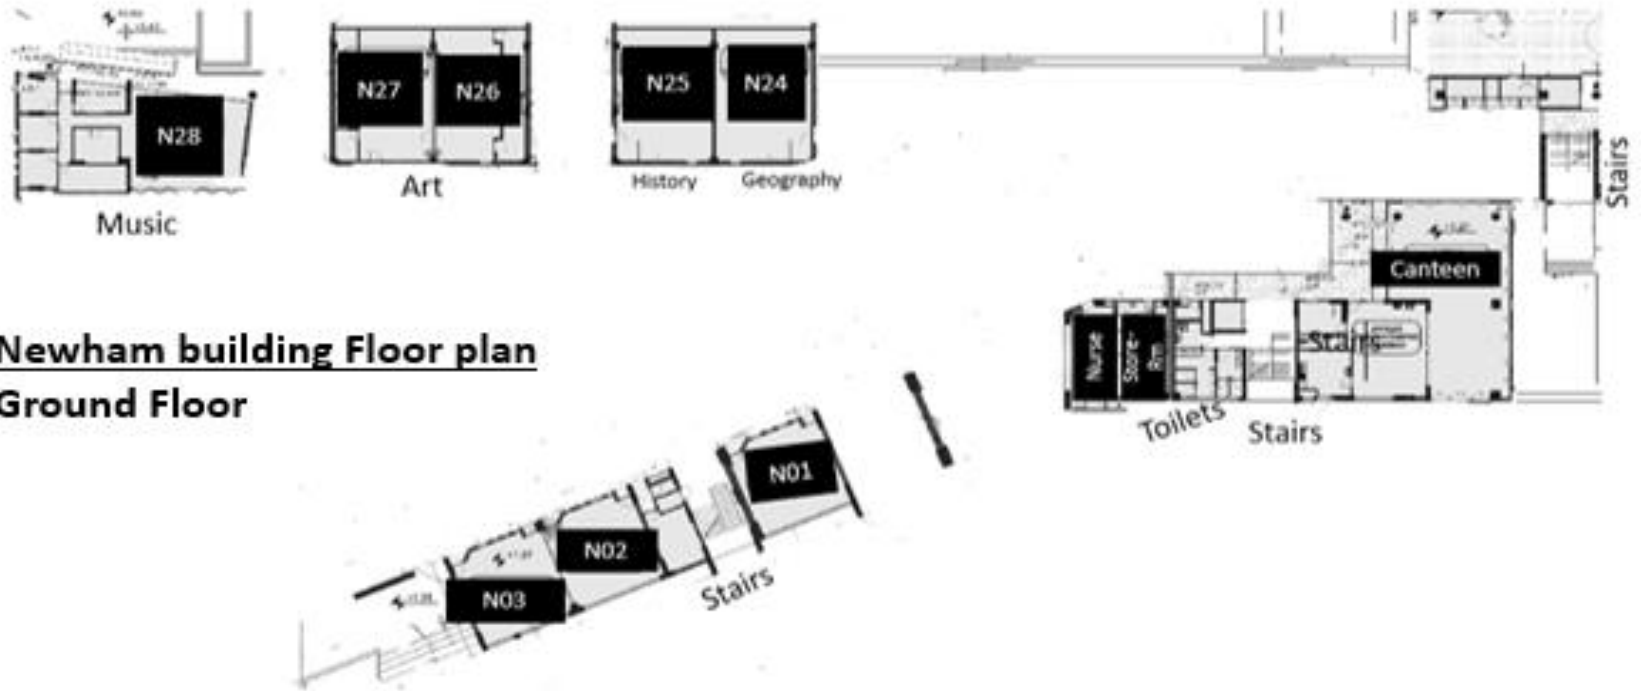 N28
Music
N27
N26
Art
N25
N24
History
Geography
Stairs
Canteen
Stairs
Nurse
Store-
Rm
Toilets
Stairs
Newham building Floor plan
Ground Floor
N01
N02
N03
Stairs